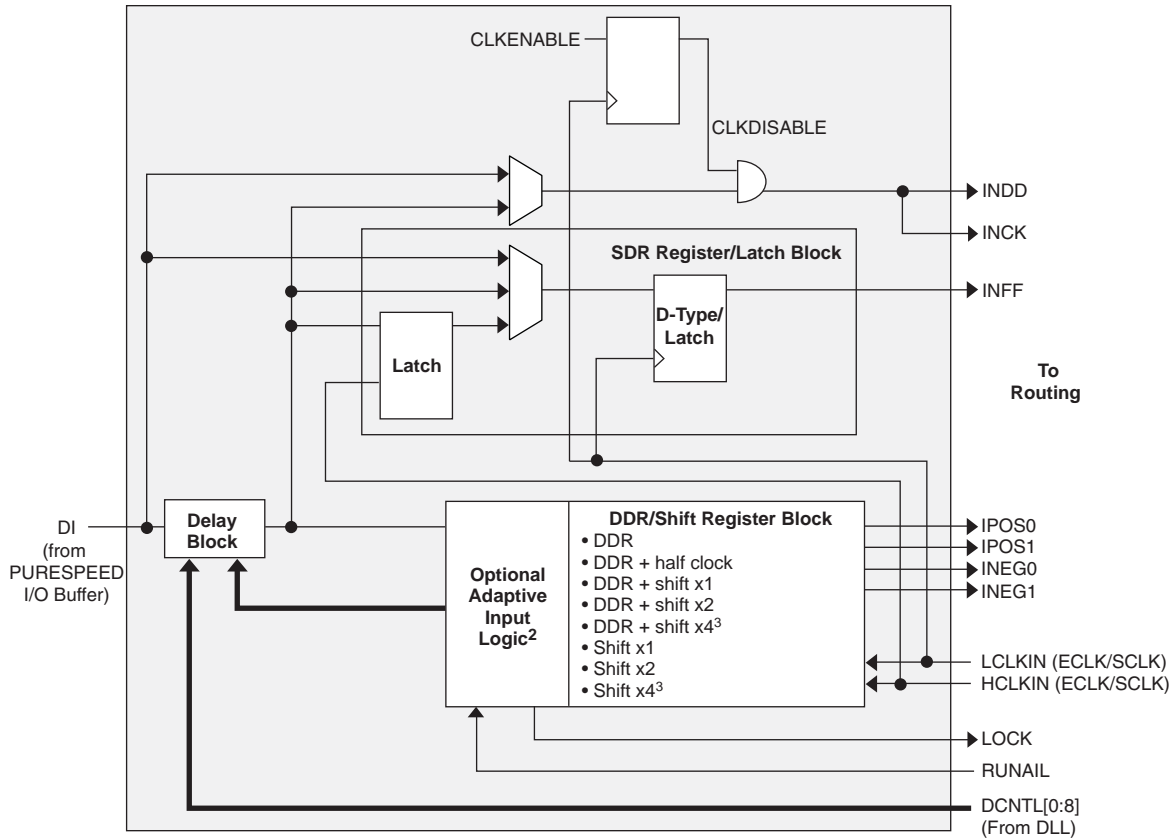 CLKENABLE
CLKDISABLE
INDD
INCK
SDR Register/Latch Block
INFF
D-Type/
Latch
Latch
To
Routing
DI
(from
PURESPEED
I/O Buffer)
Delay
Block
Optional
Adaptive
Input
Logic²
DDR/Shift Register Block
• DDR
• DDR + half clock
• DDR + shift x1
• DDR + shift x2
• DDR + shift x4³
• Shift x1
• Shift x2
• Shift x4³
IPOS0
IPOS1
INEG0
INEG1
LCLKIN (ECLK/SCLK)
HCLKIN (ECLK/SCLK)
LOCK
RUNAIL
DCNTL[0:8]
(From DLL)